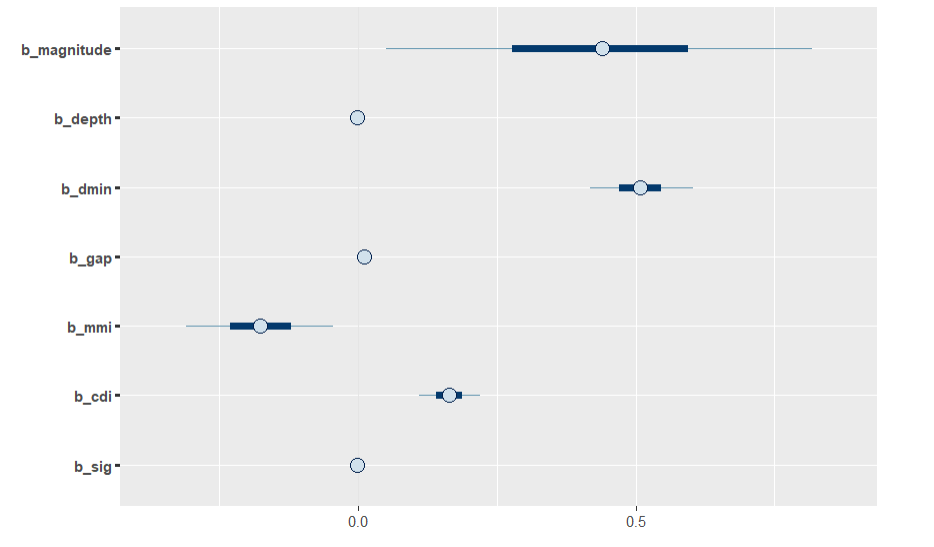 b_magnitude
b_depth
b_dmin
b_gap
b_mmi
b_cdi
b_sig
0.0 0.5